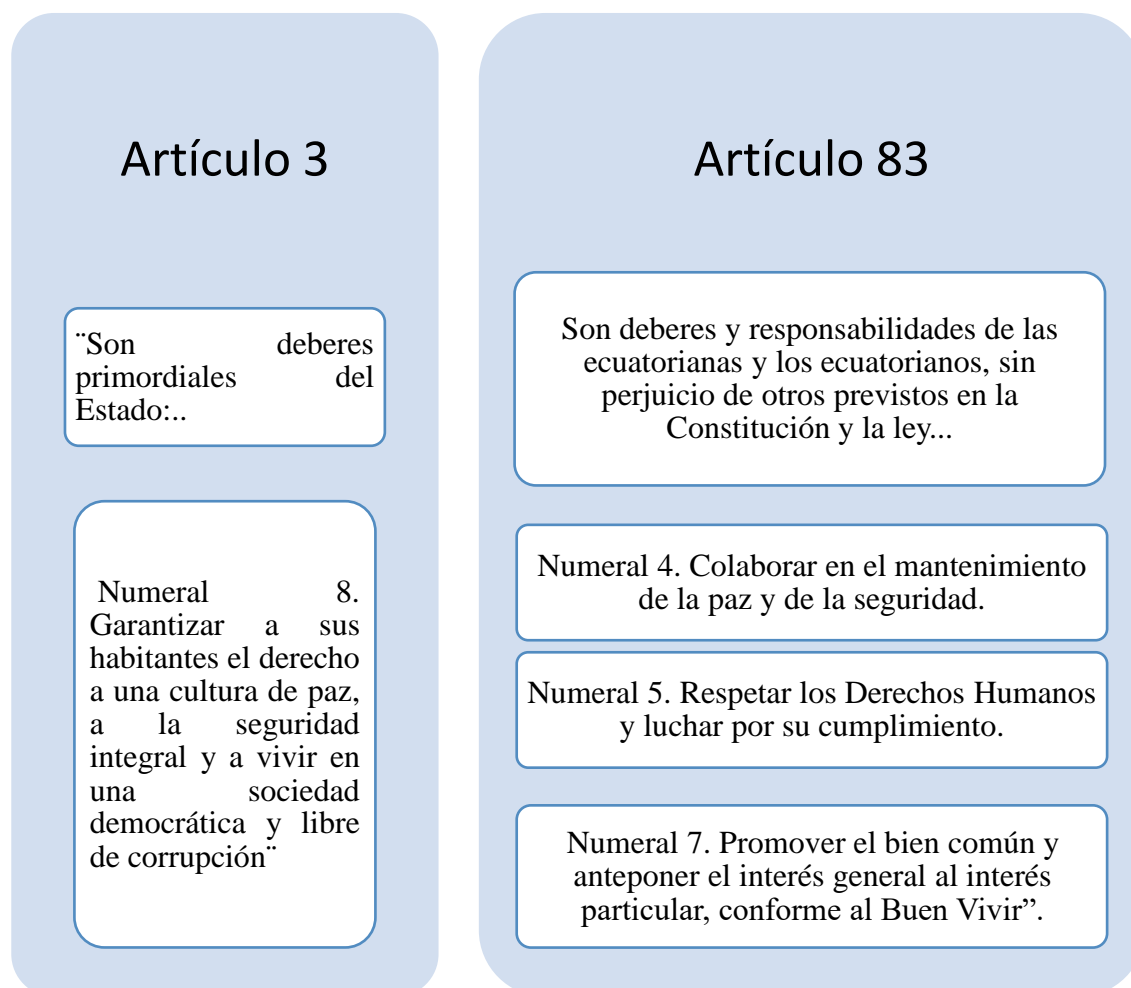 Artículo 3
¨Son deberes
primordiales del
Estado:..
Numeral 8.
Garantizar a sus
habitantes el derecho
a una cultura de paz,
a la seguridad
integral y a vivir en
una sociedad
democrática y libre
de corrupción¨
Artículo 83
Son deberes y responsabilidades de las
ecuatorianas y los ecuatorianos, sin
perjuicio de otros previstos en la
Constitución y la ley...
Numeral 4. Colaborar en el mantenimiento
de la paz y de la seguridad.
Numeral 5. Respetar los Derechos Humanos
y luchar por su cumplimiento.
Numeral 7. Promover el bien común y
anteponer el interés general al interés
particular, conforme al Buen Vivir”.